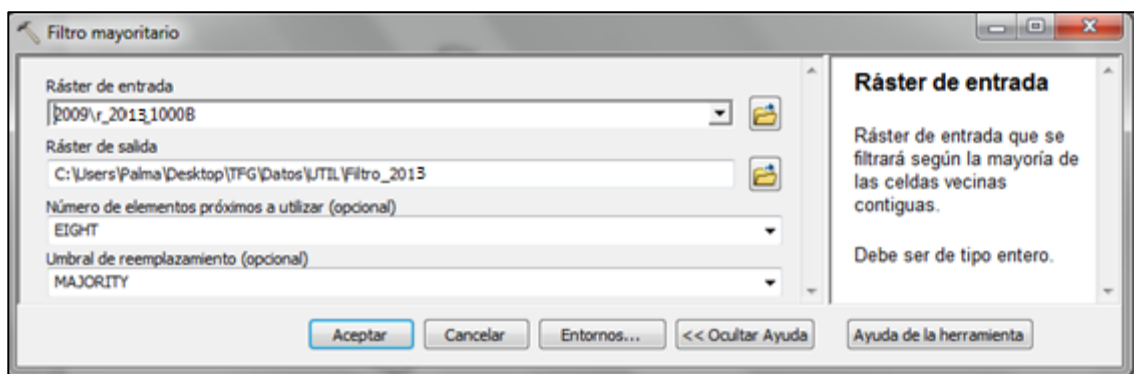 Filtro mayoritario
Ráster de entrada
2009\r_2013_1000B
Ráster de salida
C:\Users\Palma\Desktop\TFG\Datos\UTIL\Filtro_2013
Número de elementos próximos a utilizar (opcional)
EIGHT
Umbral de reemplazamiento (opcional)
MAJORITY
Ráster de entrada
Ráster de entrada que se
filtrará según la mayoría de
las celdas vecinas
contiguas.
Debe ser de tipo entero.
Aceptar
Cancelar
Entornos...
<< Ocultar Ayuda
Ayuda de la herramienta